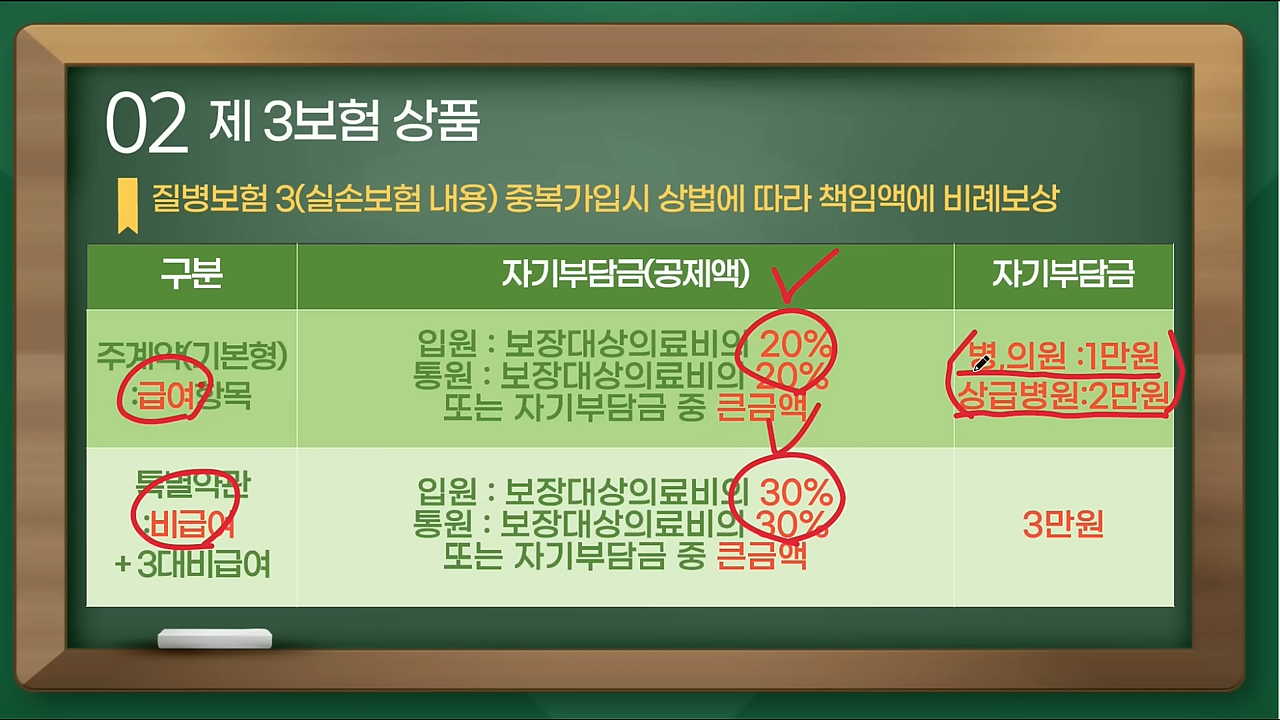 02 제 3보험 상품
질병보험 3(실손보험 내용) 중복가입시 상법에 따라 책임액에 비례보상
구분
자기부담금(공제액)
자기부담금
주계약(기본형)
:급여항목
입원 : 보장대상의료비의 20%
통원 : 보장대상의료비의 20%
또는 자기부담금 중 큰금액
병,의원 :1만원
상급병원:2만원
특별약관
:비급여
+ 3대비급여
입원 : 보장대상의료비의 30%
통원 : 보장대상의료비의 30%
또는 자기부담금 중 큰금액
3만원